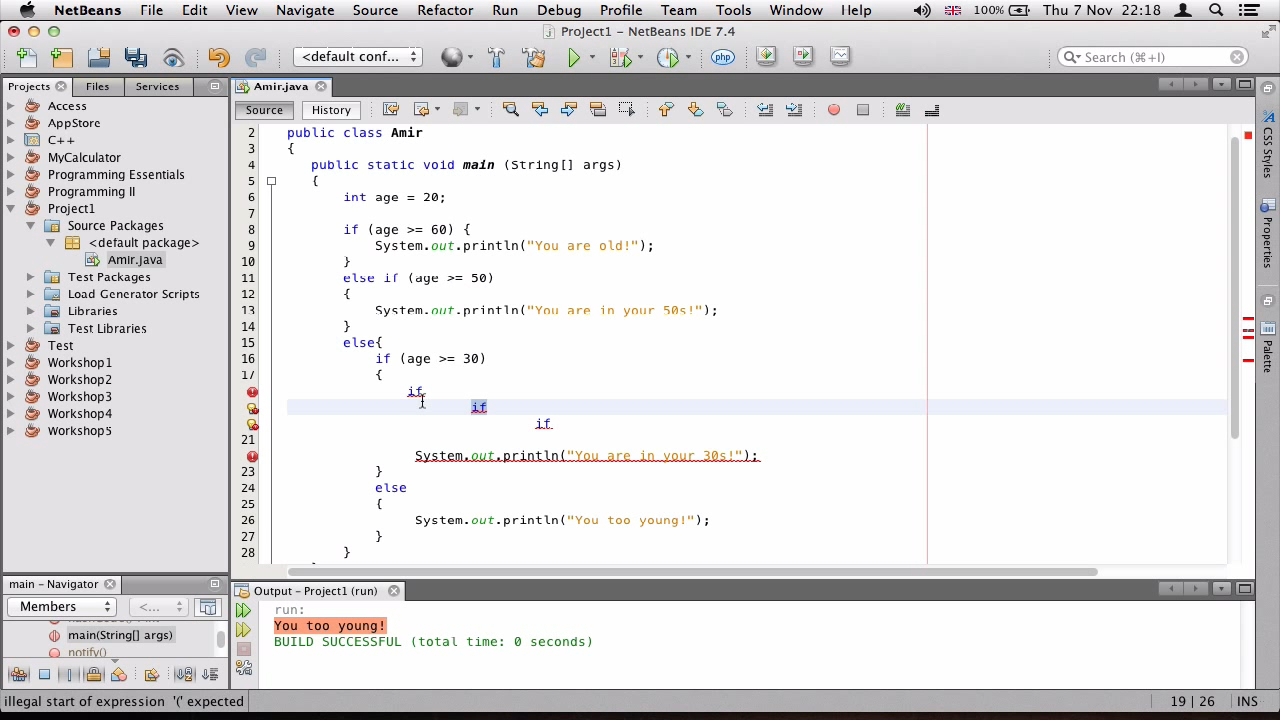 NetBeans File Edit View Navigate Source Refactor Run Debug Profile Team Tools Window Help 100% Thu 7 Nov 22:18
Project1 - NetBeans IDE 7.4
<default conf... php Search (⌘+I)
Projects Files Services
Access
AppStore
C++
MyCalculator
Programming Essentials
Programming II
Project1
Source Packages
<default package>
Amir.java
Test Packages
Load Generator Scripts
Libraries
Test Libraries
Test
Workshop1
Workshop2
Workshop3
Workshop4
Workshop5
main - Navigator
Members <...
main(String[] args)
notify()
Amir.java
Source History
2 public class Amir
3 {
4 public static void main (String[] args)
5 {
6 int age = 20;
7
8 if (age >= 60) {
9 System.out.println("You are old!");
10 }
11 else if (age >= 50)
12 {
13 System.out.println("You are in your 50s!");
14 }
15 else{
16 if (age >= 30)
17 {
if
if
if
21
System.out.println("You are in your 30s!");
23 }
24 else
25 {
26 System.out.println("You too young!");
27 }
28 }
CSS Styles
Properties
Palette
Output - Project1 (run)
run:
You too young!
BUILD SUCCESSFUL (total time: 0 seconds)
illegal start of expression '(' expected 19 | 26 INS